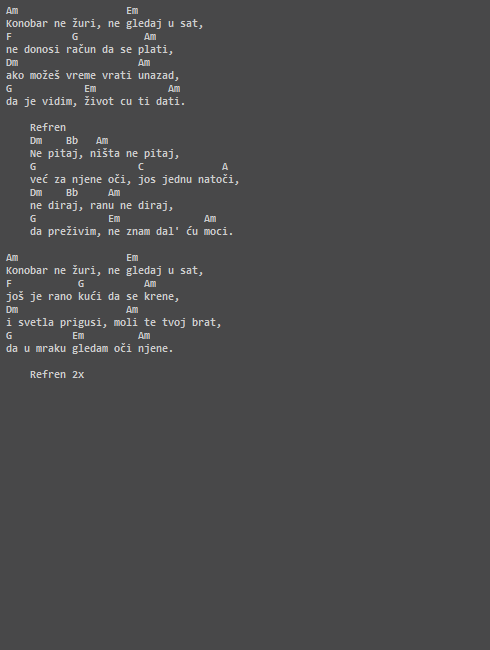 Am                  Em
Konobar ne žuri, ne gledaj u sat,
F          G           Am
ne donosi račun da se plati,
Dm                    Am
ako možeš vreme vrati unazad,
G            Em            Am
da je vidim, život cu ti dati.

    Refren
    Dm    Bb   Am
    Ne pitaj, ništa ne pitaj,
    G                 C             A
    već za njene oči, jos jednu natoči,
    Dm    Bb     Am
    ne diraj, ranu ne diraj,
    G            Em              Am
    da preživim, ne znam dal' ću moci.

Am                  Em
Konobar ne žuri, ne gledaj u sat,
F           G          Am
još je rano kući da se krene,
Dm                  Am
i svetla prigusi, moli te tvoj brat,
G          Em         Am
da u mraku gledam oči njene.

    Refren 2x